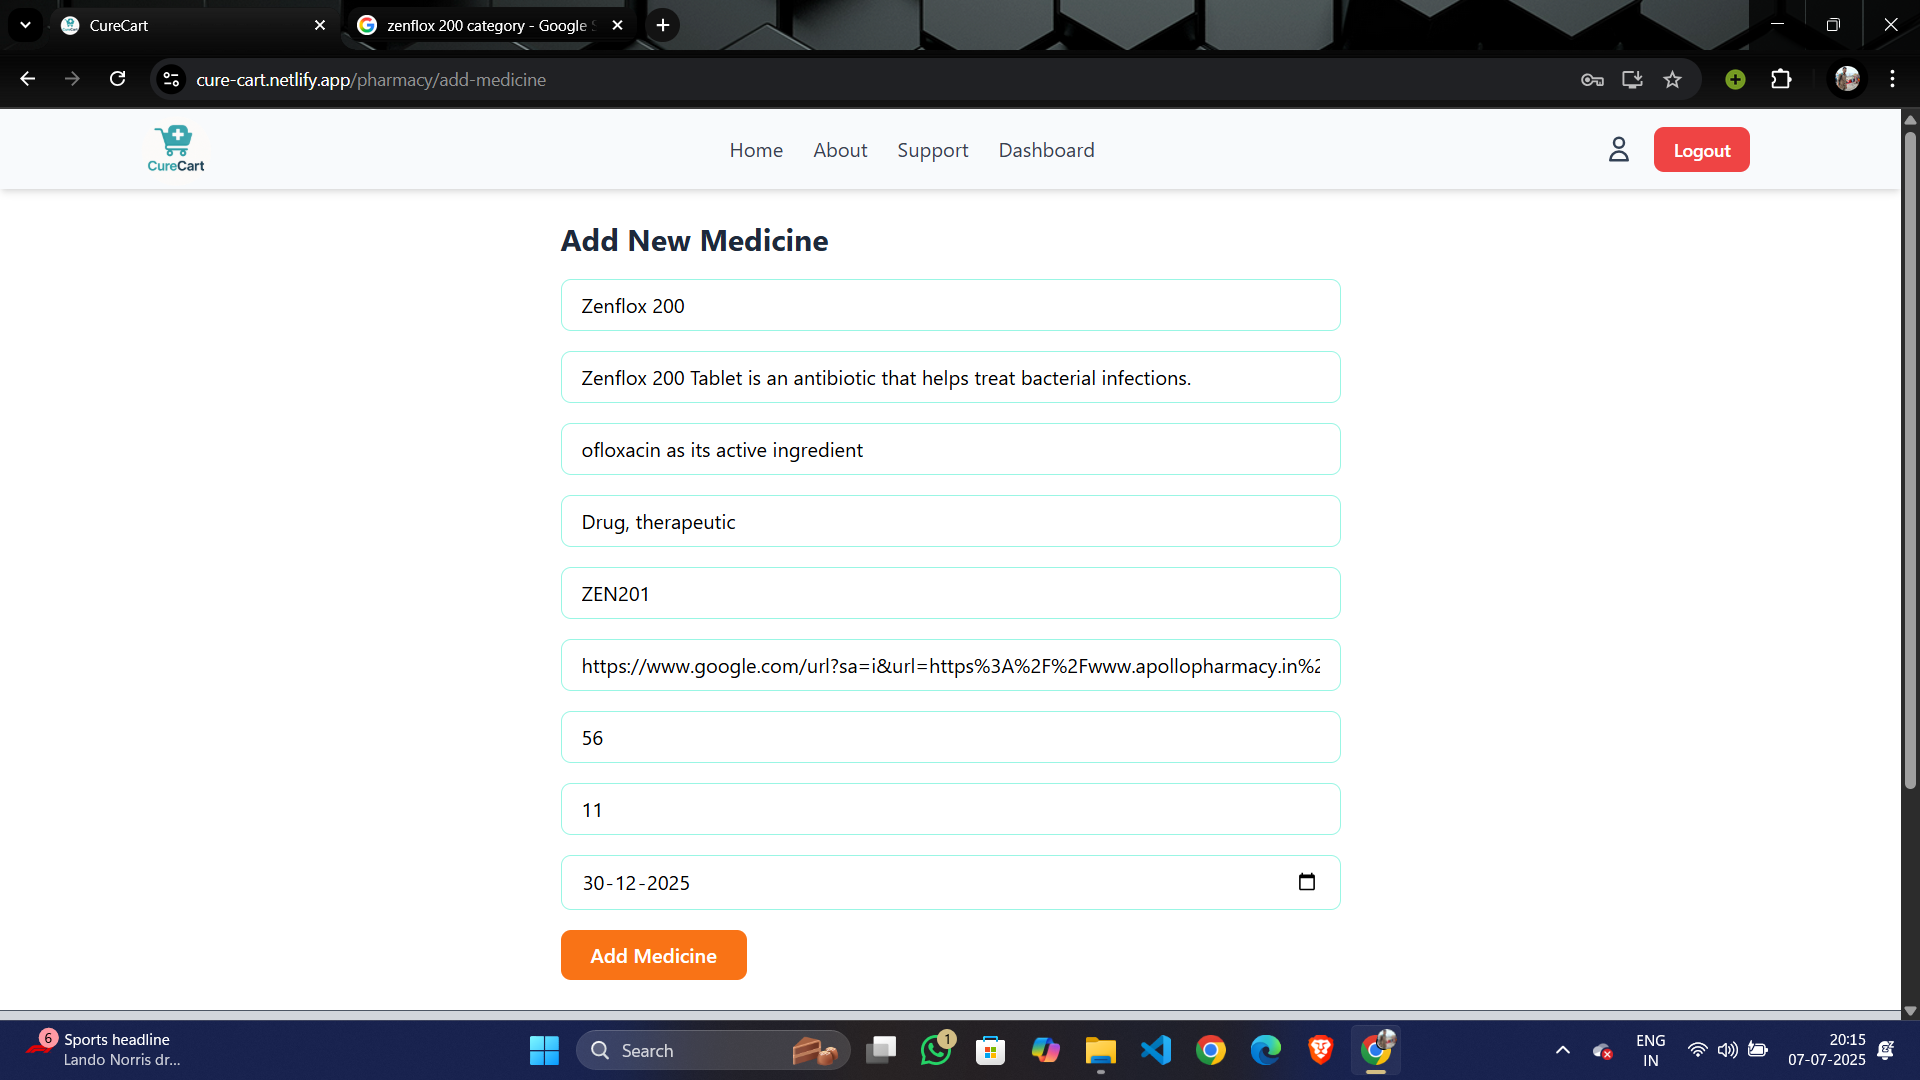 CureCart
zenflox 200 category - Google
cure-cart.netlify.app/pharmacy/add-medicine
CureCart
Home
About
Support
Dashboard
Logout
Add New Medicine
Zenflox 200
Zenflox 200 Tablet is an antibiotic that helps treat bacterial infections.
ofloxacin as its active ingredient
Drug, therapeutic
ZEN201
https://www.google.com/url?sa=i&url=https%3A%2F%2Fwww.apollopharmacy.in%2
56
11
30-12-2025
Add Medicine
6
Sports headline
Lando Norris dr...
Search
1
ENG
IN
20:15
07-07-2025